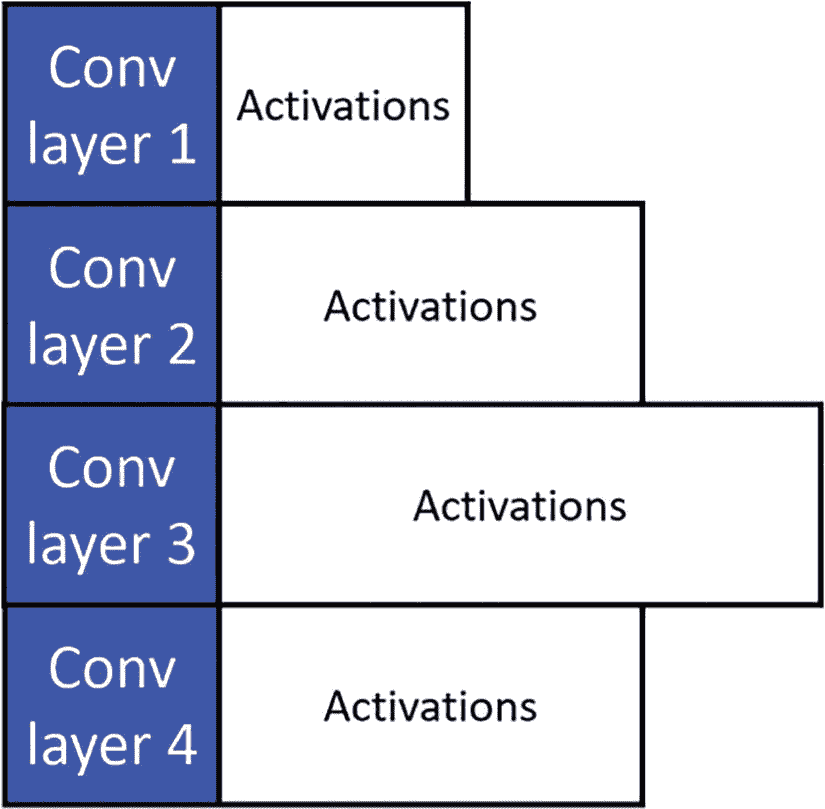 Conv
layer 1
Activations
Conv
layer 2
Activations
Conv
layer 3
Activations
Conv
layer 4
Activations